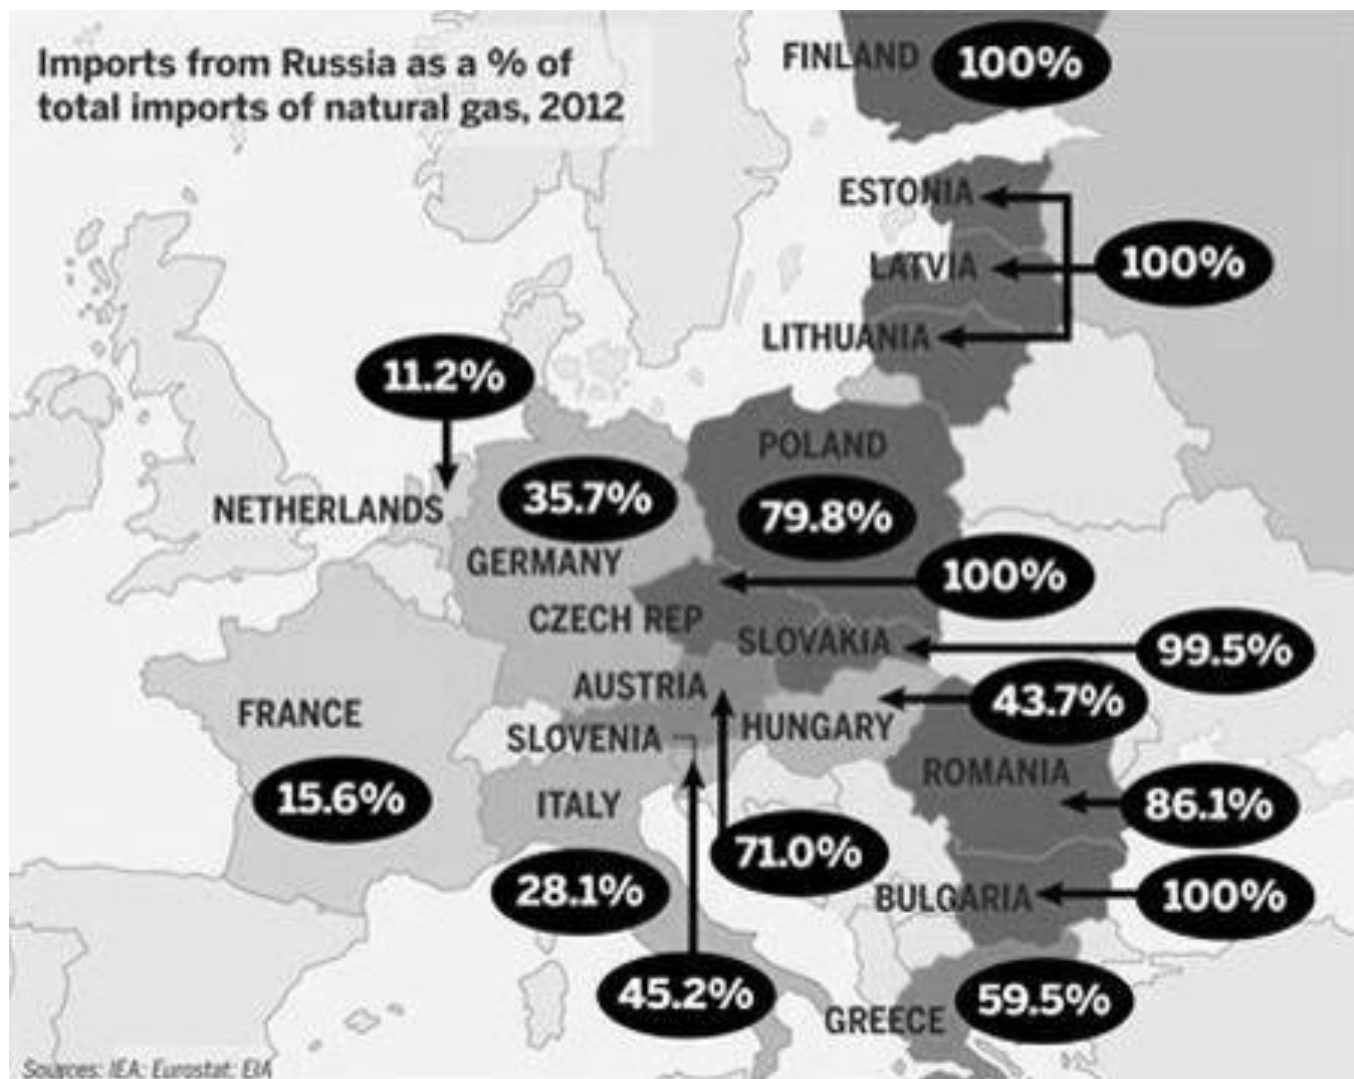 Imports from Russia as a % of
total imports of natural gas, 2012
FINLAND 100%
ESTONIA
LATVIA 100%
LITHUANIA
11.2%
POLAND
NETHERLANDS 35.7% 79.8%
GERMANY 100%
CZECH REP
SLOVAKIA 99.5%
AUSTRIA 43.7%
FRANCE HUNGARY
SLOVENIA
ROMANIA
15.6% ITALY 86.1%
71.0%
28.1% BULGARIA 100%
45.2% GREECE 59.5%
Sources: IEA; Eurostat; EIA